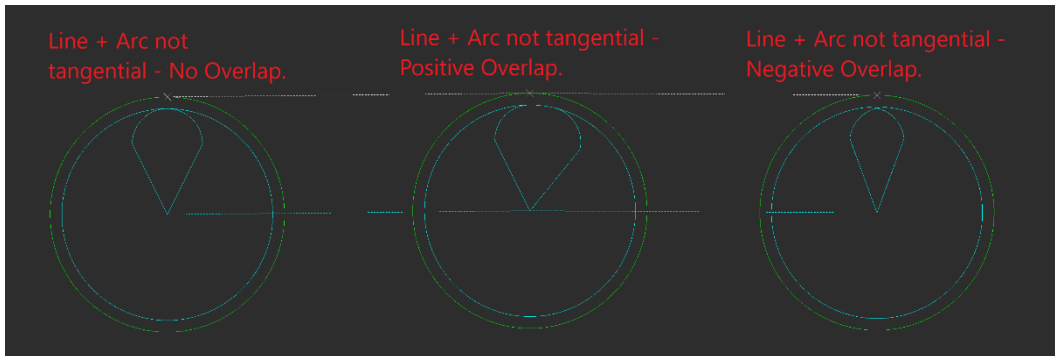 Line + Arc not
tangential - No Overlap.
Line + Arc not tangential -
Positive Overlap.
Line + Arc not tangential -
Negative Overlap.